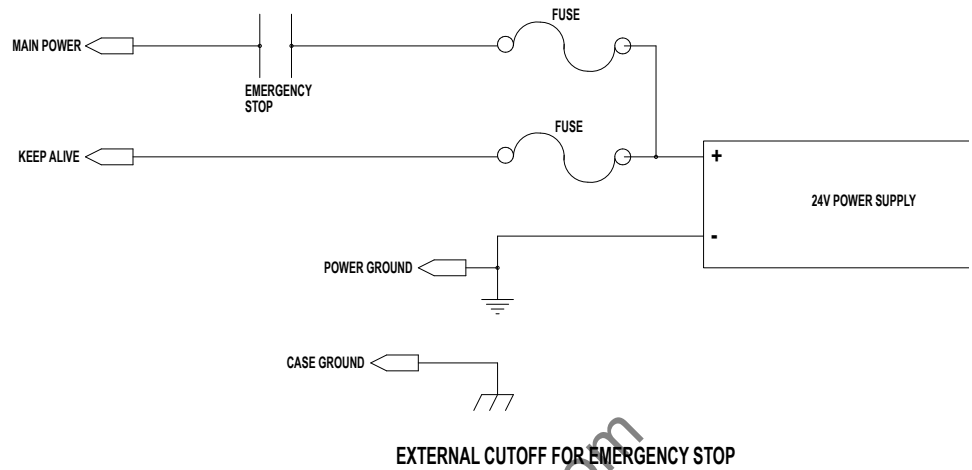 FUSE
MAIN POWER
EMERGENCY
STOP
FUSE
KEEP ALIVE
+
24V POWER SUPPLY
-
POWER GROUND
CASE GROUND
EXTERNAL CUTOFF FOR EMERGENCY STOP